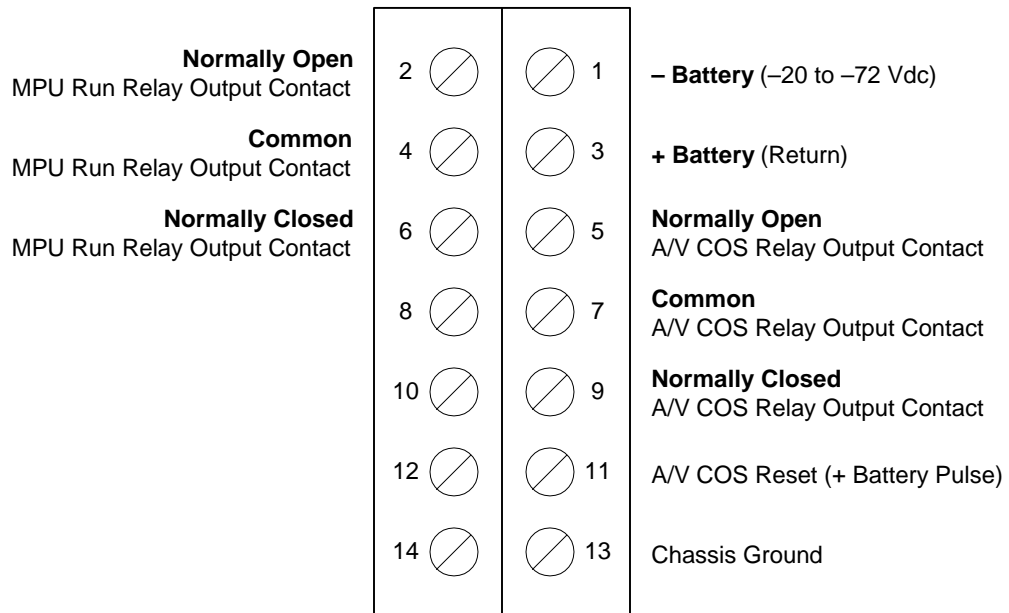 Normally Open
MPU Run Relay Output Contact
2
1
– Battery (–20 to –72 Vdc)
Common
MPU Run Relay Output Contact
4
3
+ Battery (Return)
Normally Closed
MPU Run Relay Output Contact
6
5
Normally Open
A/V COS Relay Output Contact
8
7
Common
A/V COS Relay Output Contact
10
9
Normally Closed
A/V COS Relay Output Contact
12
11
A/V COS Reset (+ Battery Pulse)
14
13
Chassis Ground